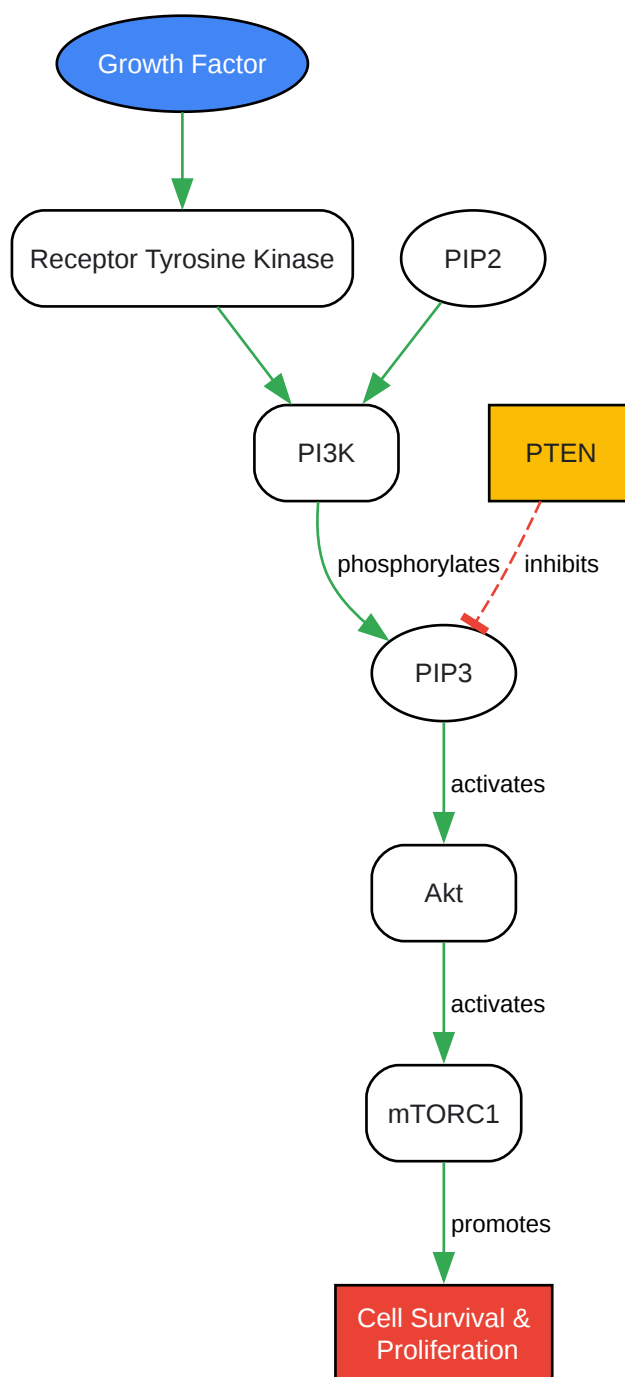 Growth Factor
Receptor Tyrosine Kinase
PIP2
PI3K
PTEN
phosphorylates
inhibits
PIP3
activates
Akt
activates
mTORC1
promotes
Cell Survival &
Proliferation